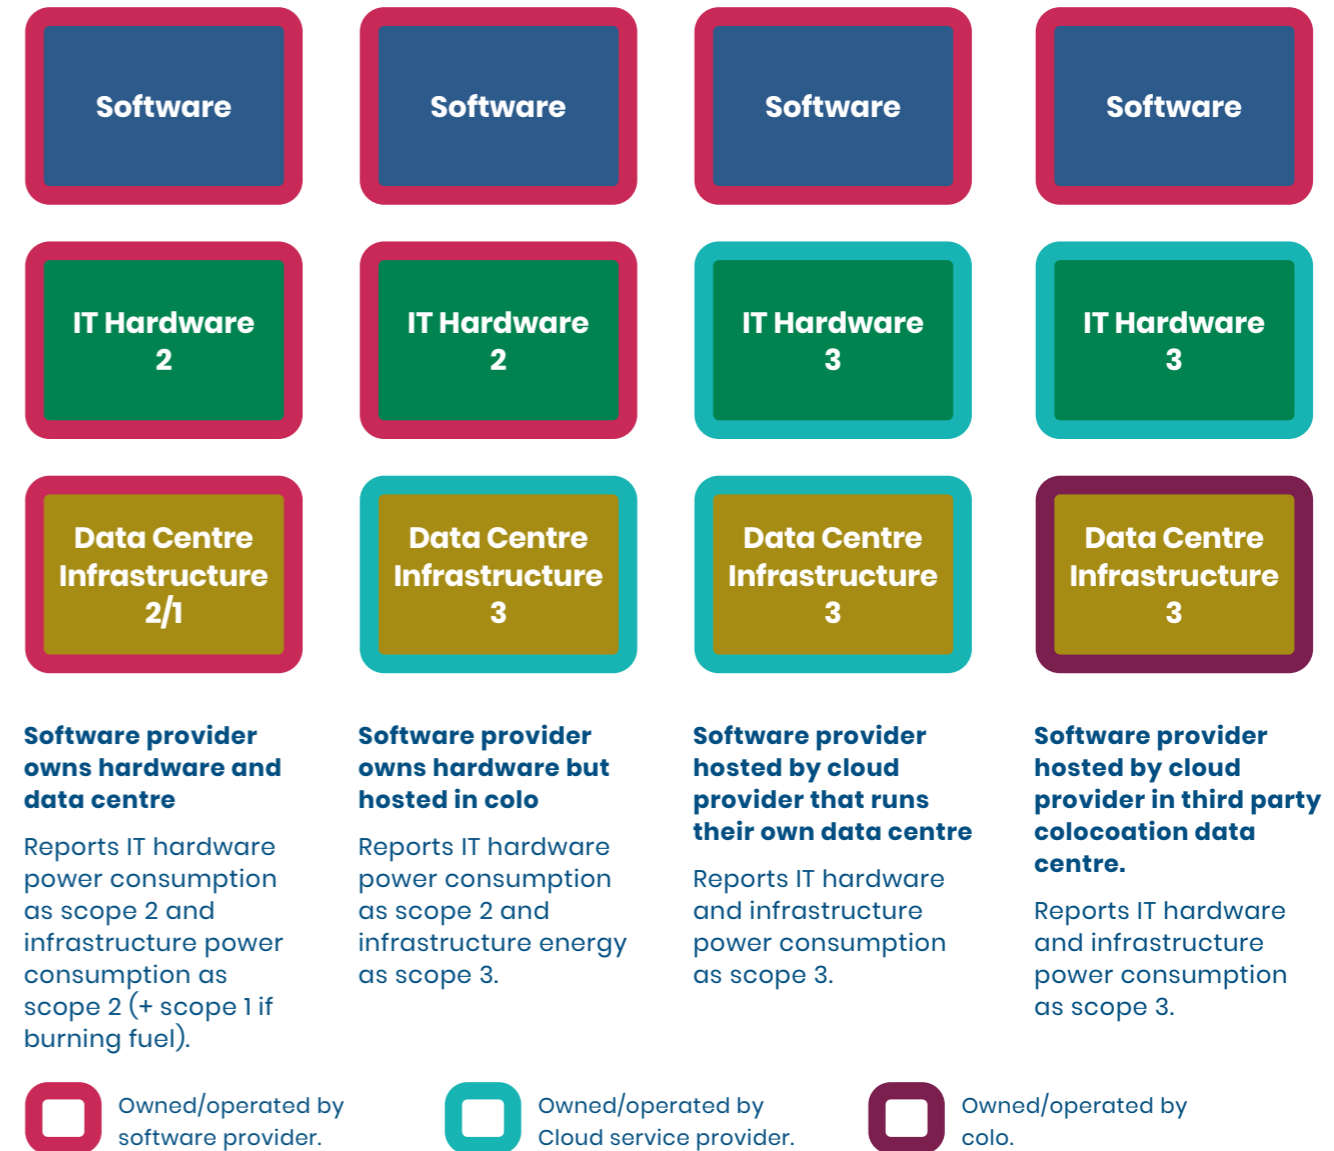 Software
Software
Software
Software
IT Hardware
2
IT Hardware
2
IT Hardware
3
IT Hardware
3
Data Centre
Infrastructure
2/1
Data Centre
Infrastructure
3
Data Centre
Infrastructure
3
Data Centre
Infrastructure
3
Software provider
owns hardware and
data centre
Reports IT hardware
power consumption
as scope 2 and
infrastructure power
consumption as
scope 2 (+ scope 1 if
burning fuel).
Software provider
owns hardware but
hosted in colo
Reports IT hardware
power consumption
as scope 2 and
infrastructure energy
as scope 3.
Software provider
hosted by cloud
provider that runs
their own data centre
Reports IT hardware
and infrastructure
power consumption
as scope 3.
Software provider
hosted by cloud
provider in third party
colocoation data
centre.
Reports IT hardware
and infrastructure
power consumption
as scope 3.
Owned/operated by
software provider.
Owned/operated by
Cloud service provider.
Owned/operated by
colo.